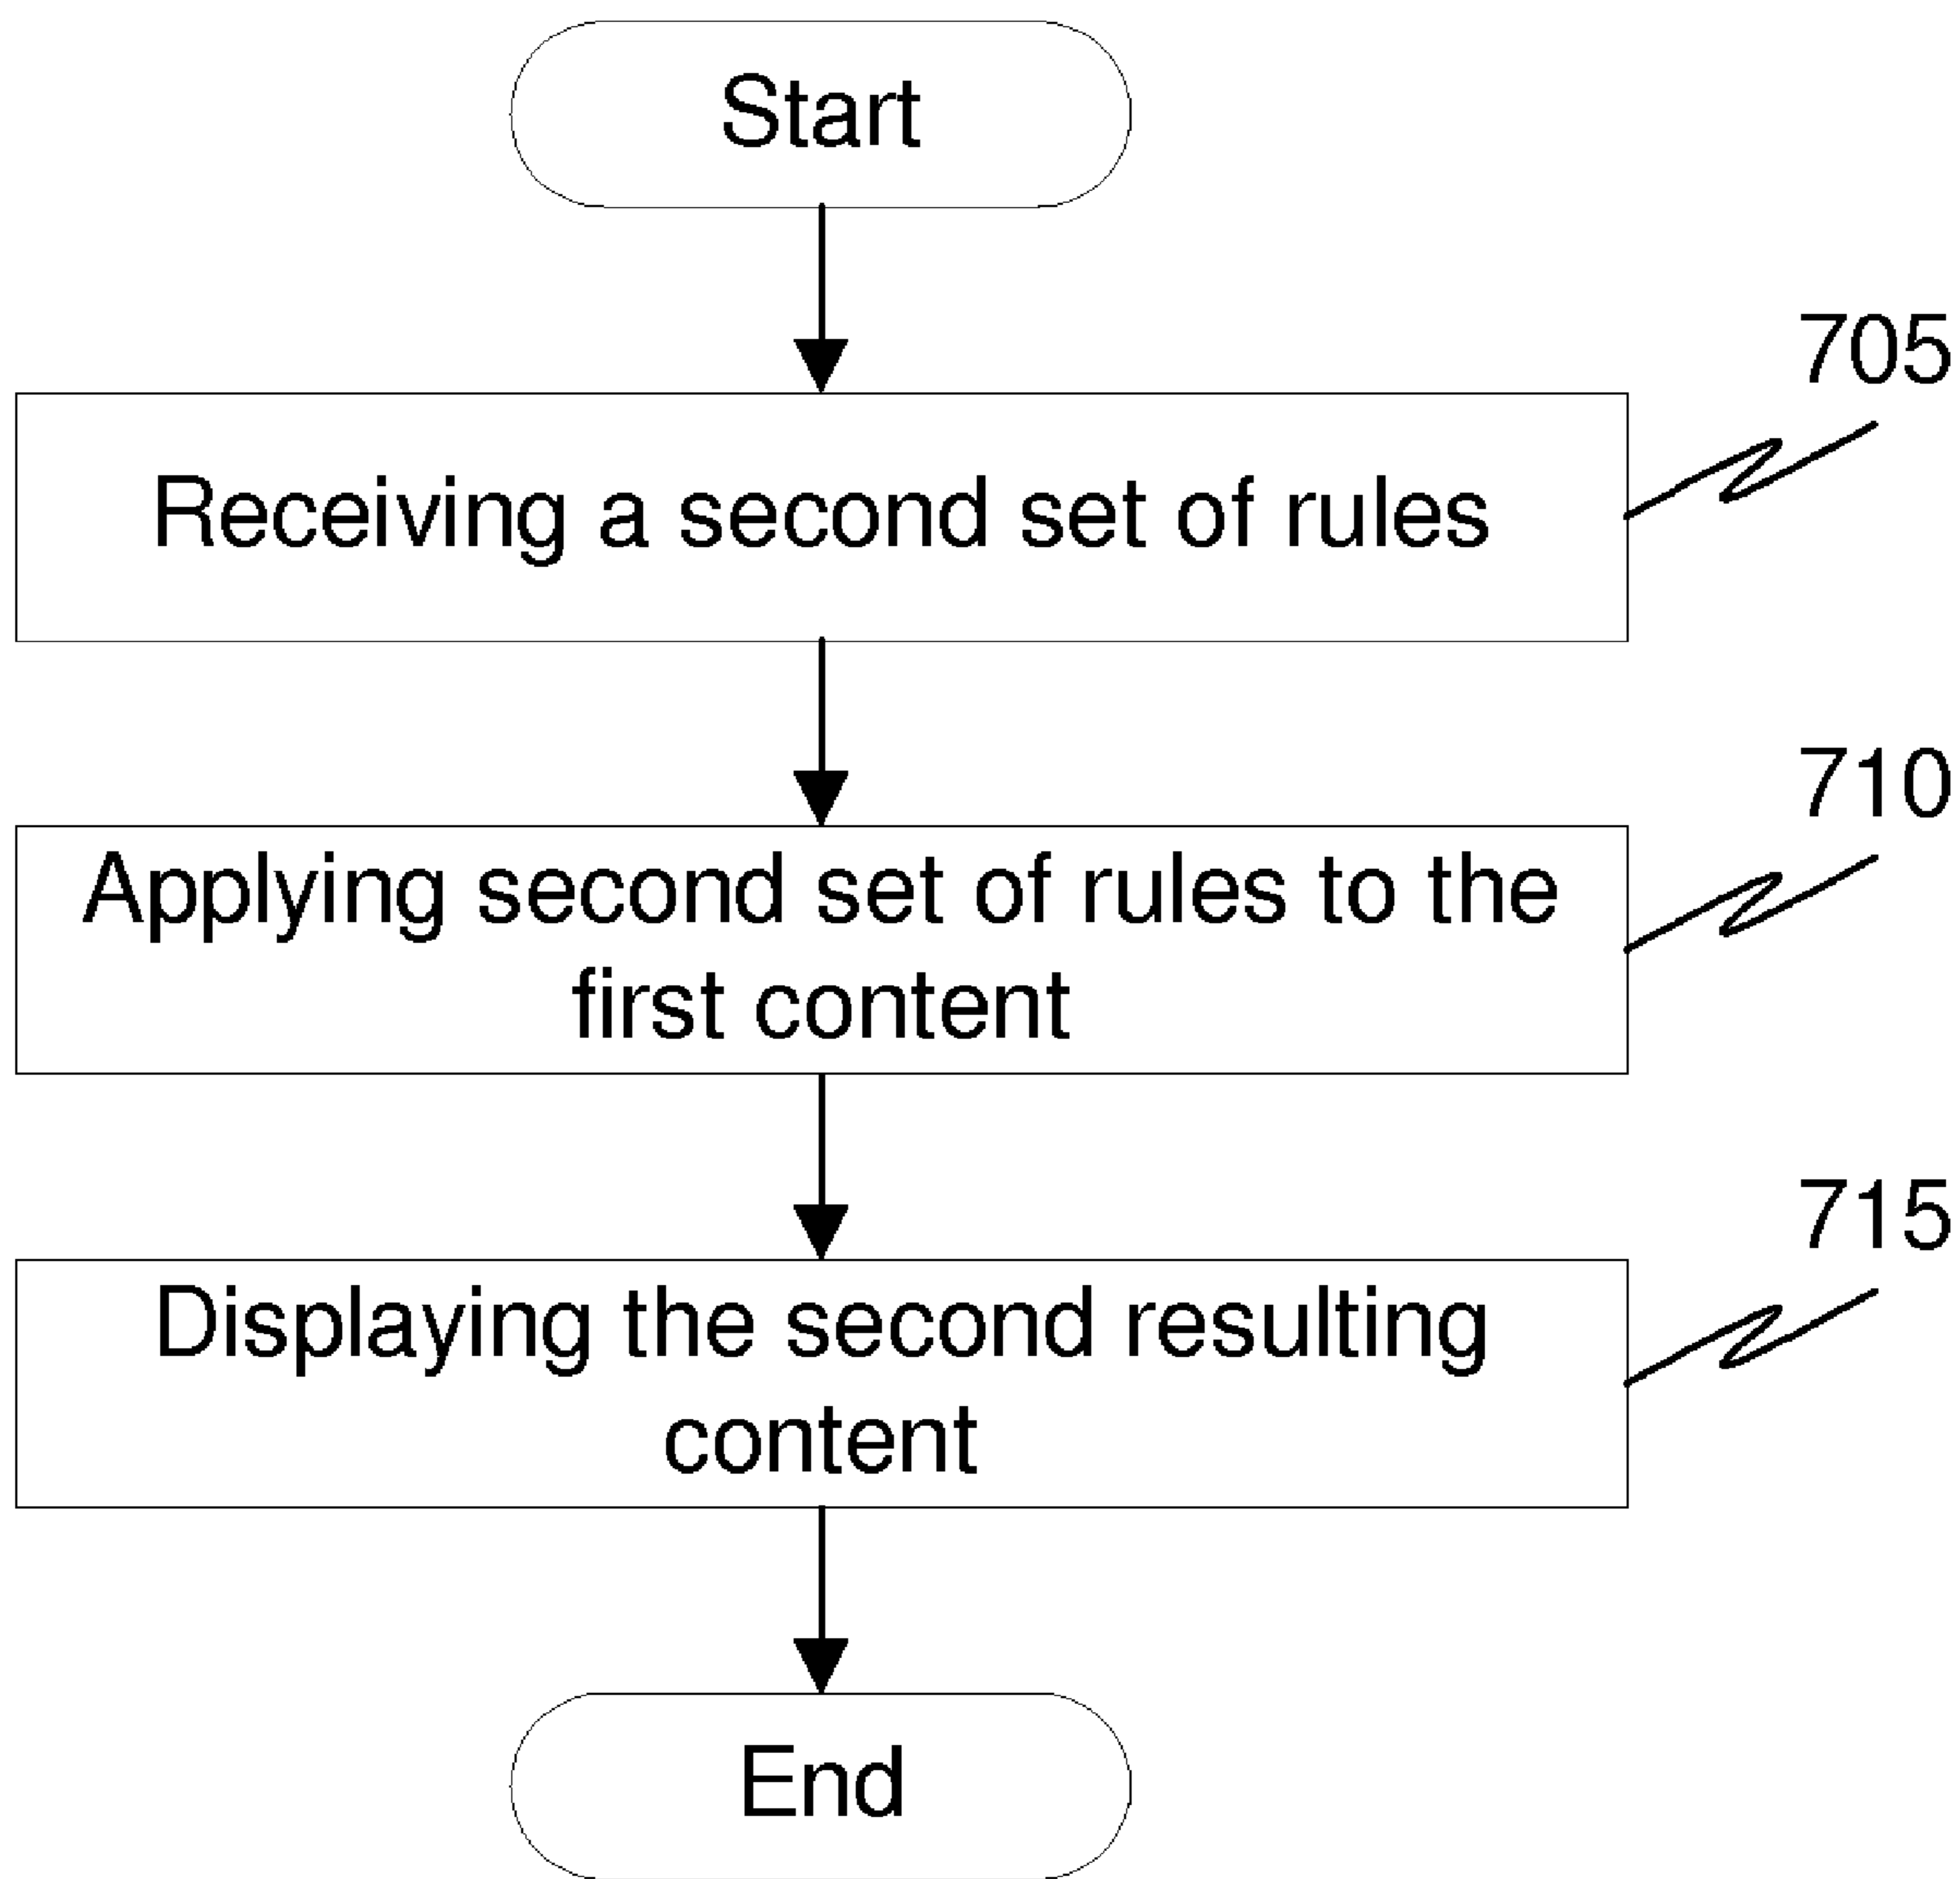 Start
705
Receiving a second set of rules
710
Applying second set of rules to the
first content
715
Displaying the second resulting
content
End